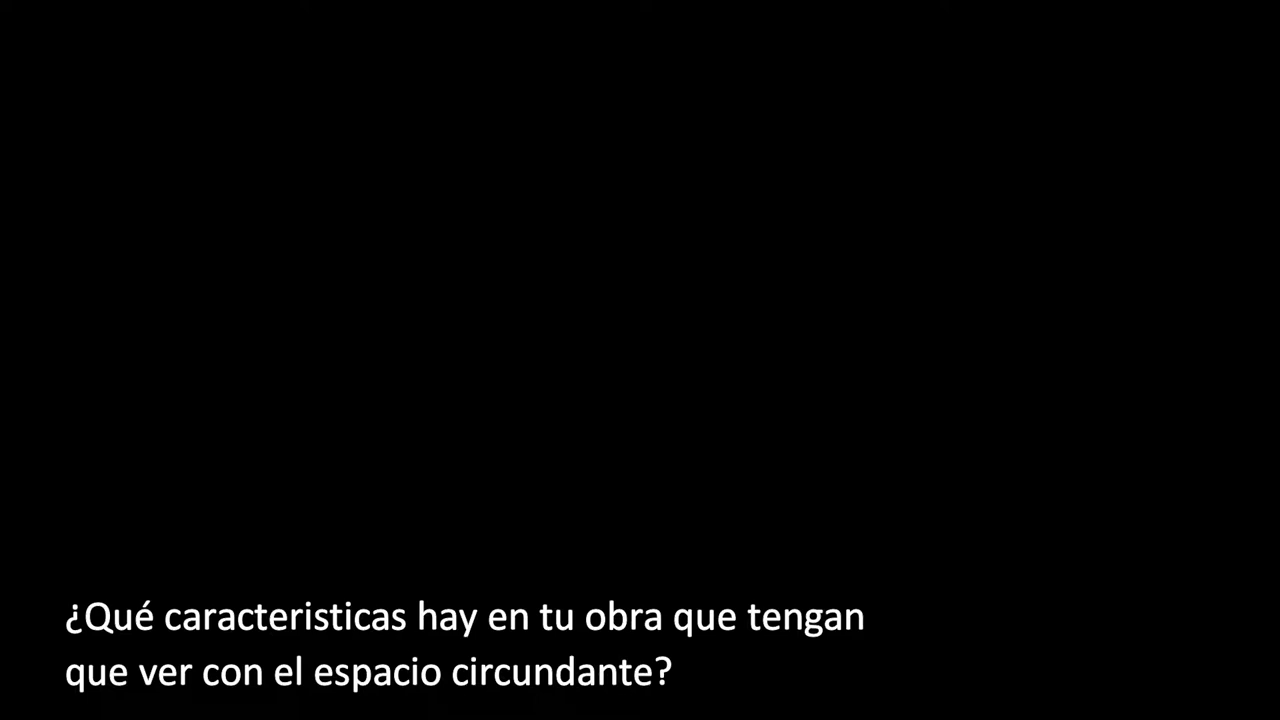 ¿Qué caracteristicas hay en tu obra que tengan
que ver con el espacio circundante?